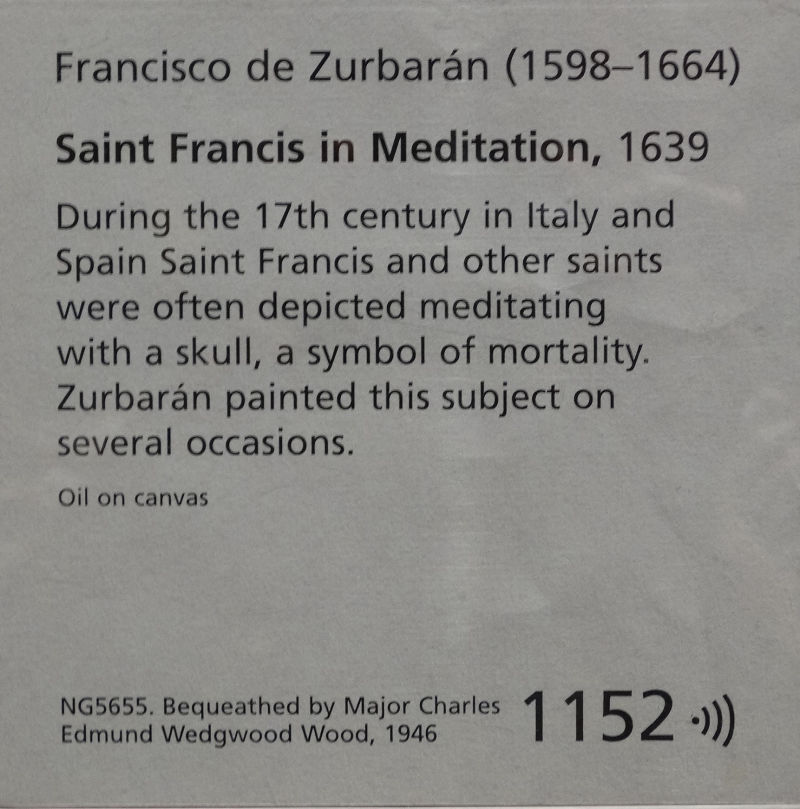 Francisco de Zurbarán (1598–1664)
Saint Francis in Meditation, 1639
During the 17th century in Italy and
Spain Saint Francis and other saints
were often depicted meditating
with a skull, a symbol of mortality.
Zurbarán painted this subject on
several occasions.
Oil on canvas
NG5655. Bequeathed by Major Charles
Edmund Wedgwood Wood, 1946
1152